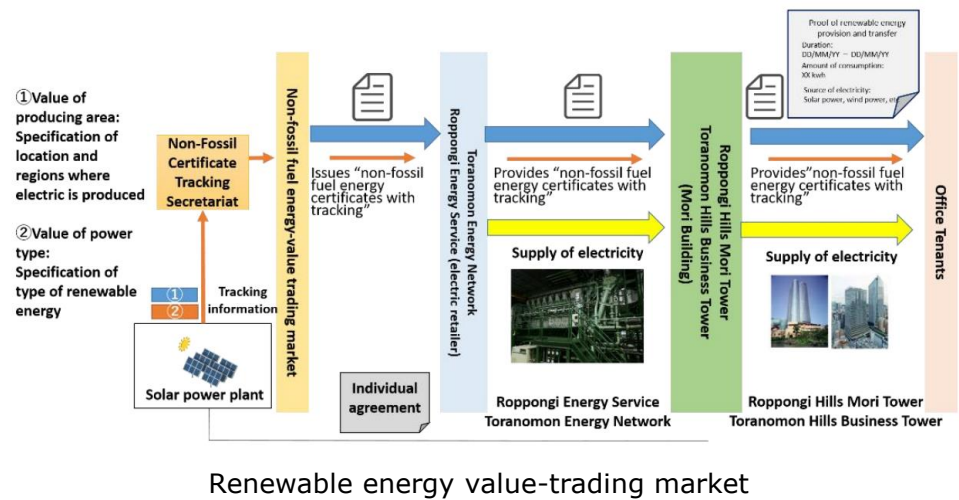 ①Value of
producing area:
Specification of
location and
regions where
electric is produced
②Value of power
type:
Specification of
type of renewable
energy
Non-Fossil
Certificate
Tracking
Secretariat
①
②
Tracking
information
Solar power plant
Non-fossil fuel energy-value trading market
Issues “non-fossil
fuel energy
certificates with
tracking”
Individual
agreement
Toranomon Energy Network
Roppongi Energy Service (electric retailer)
Provides “non-fossil fuel
energy certificates with
tracking”
Supply of electricity
Roppongi Energy Service
Toranomon Energy Network
Roppongi Hills Mori Tower
Toranomon Hills Business Tower
(Mori Building)
Proof of renewable energy
provision and transfer
Duration:
DD/MM/YY － DD/MM/YY
Amount of consumption:
XX kwh
Source of electricity:
Solar power, wind power,
Provides”non-fossil fuel
energy certificates with
tracking”
Supply of electricity
Roppongi Hills Mori Tower
Toranomon Hills Business Tower
Office Tenants
Renewable energy value-trading market